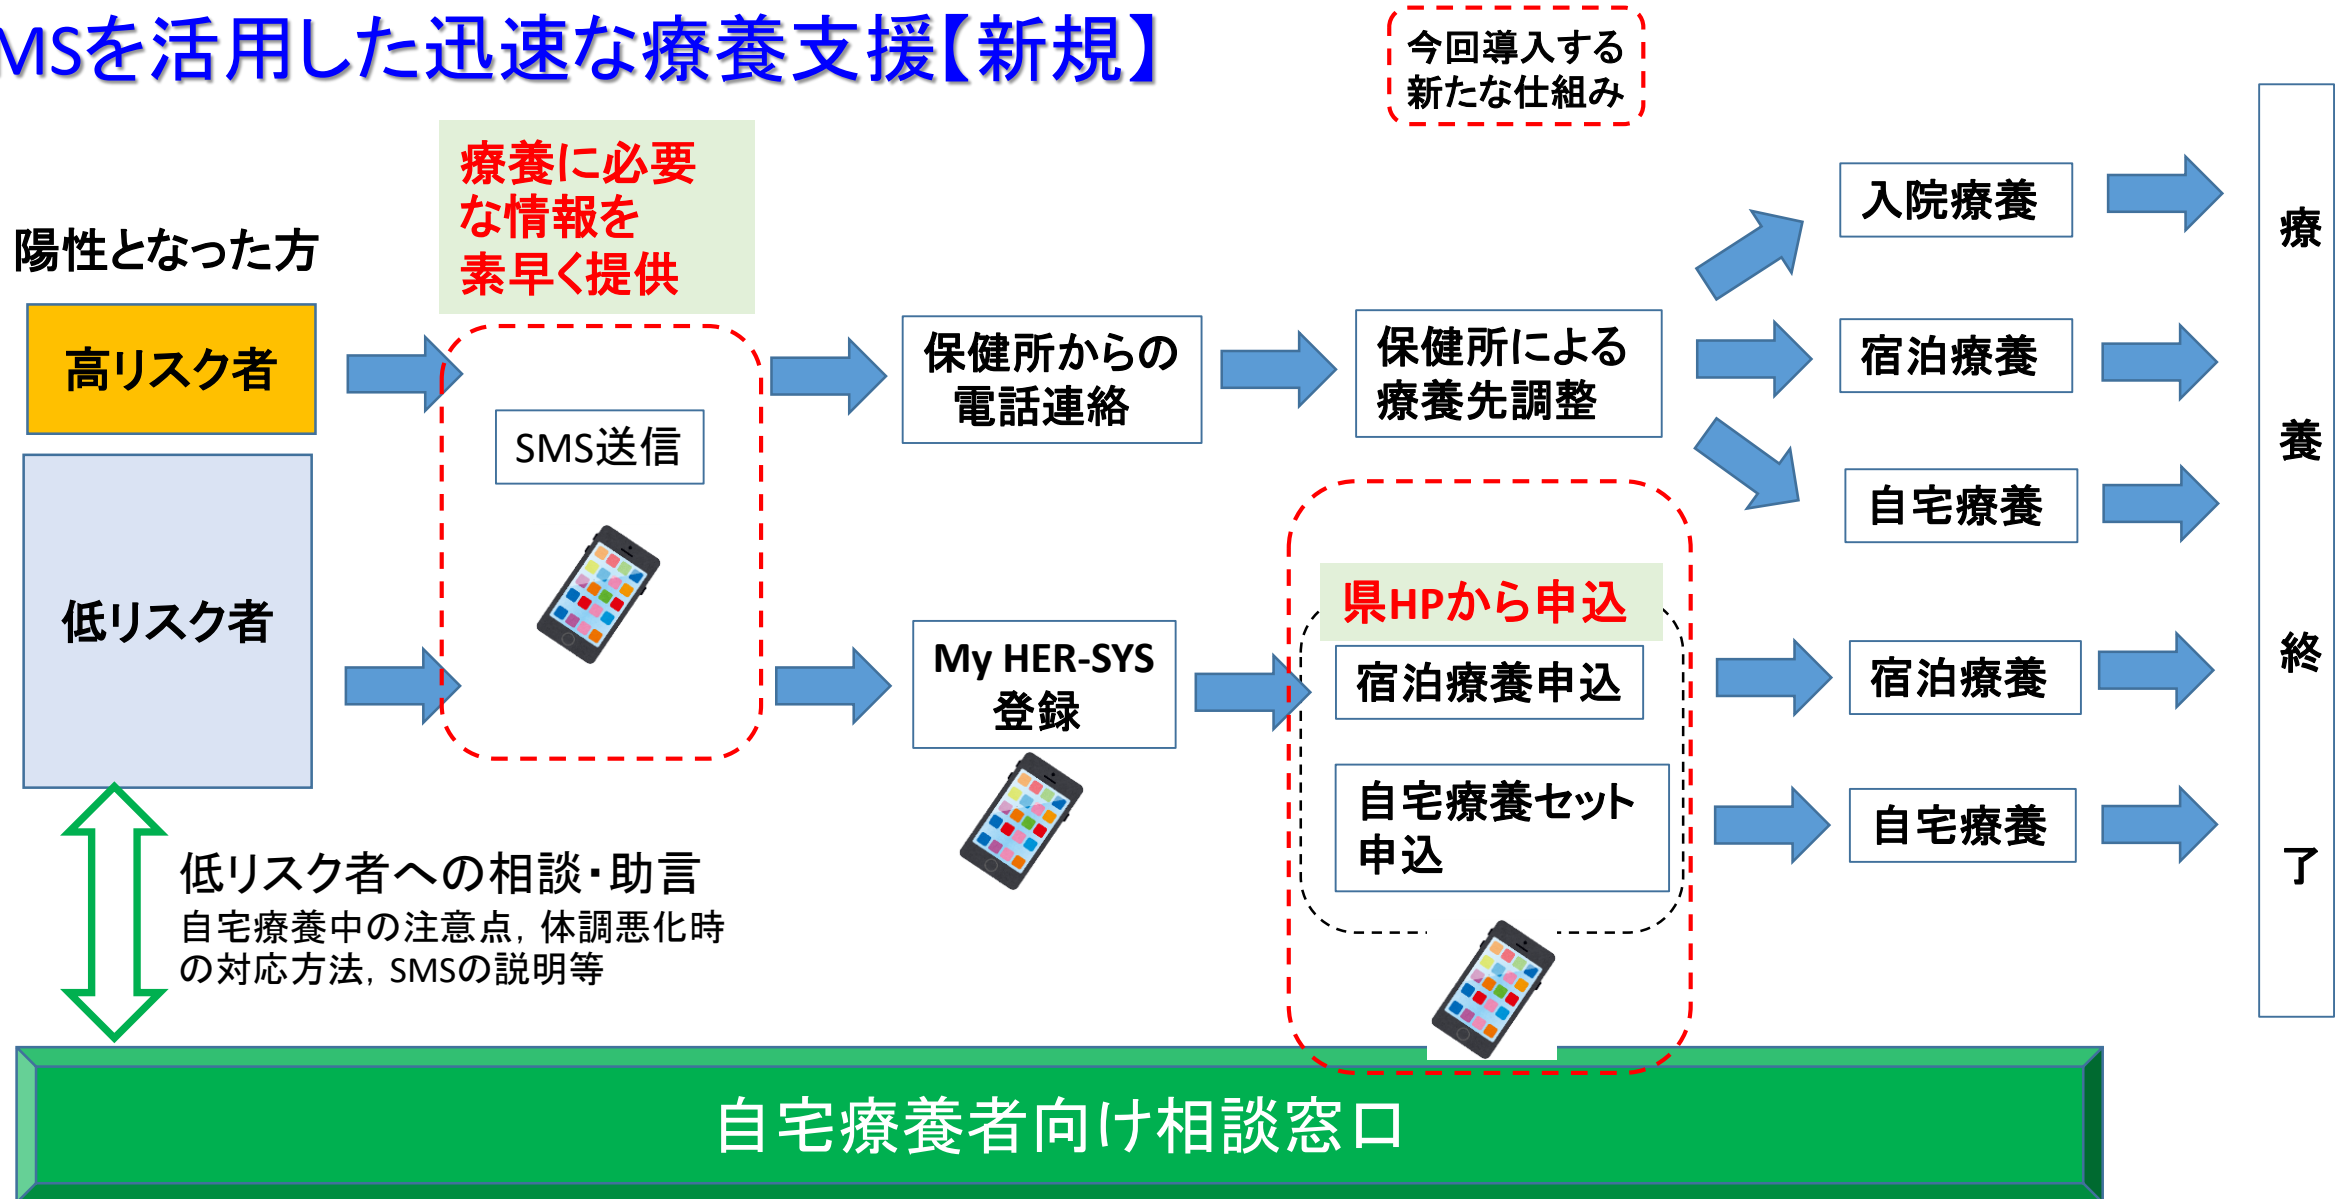 MSを活用した迅速な療養支援【新規】
今回導入する
新たな仕組み
療養に必要
な情報を
素早く提供
陽性となった方
高リスク者
低リスク者
SMS送信
保健所からの
電話連絡
保健所による
療養先調整
入院療養
宿泊療養
自宅療養
My HER-SYS
登録
県HPから申込
宿泊療養申込
自宅療養セット
申込
宿泊療養
自宅療養
療養終了
低リスク者への相談・助言
自宅療養中の注意点，体調悪化時
の対応方法，SMSの説明等
自宅療養者向け相談窓口